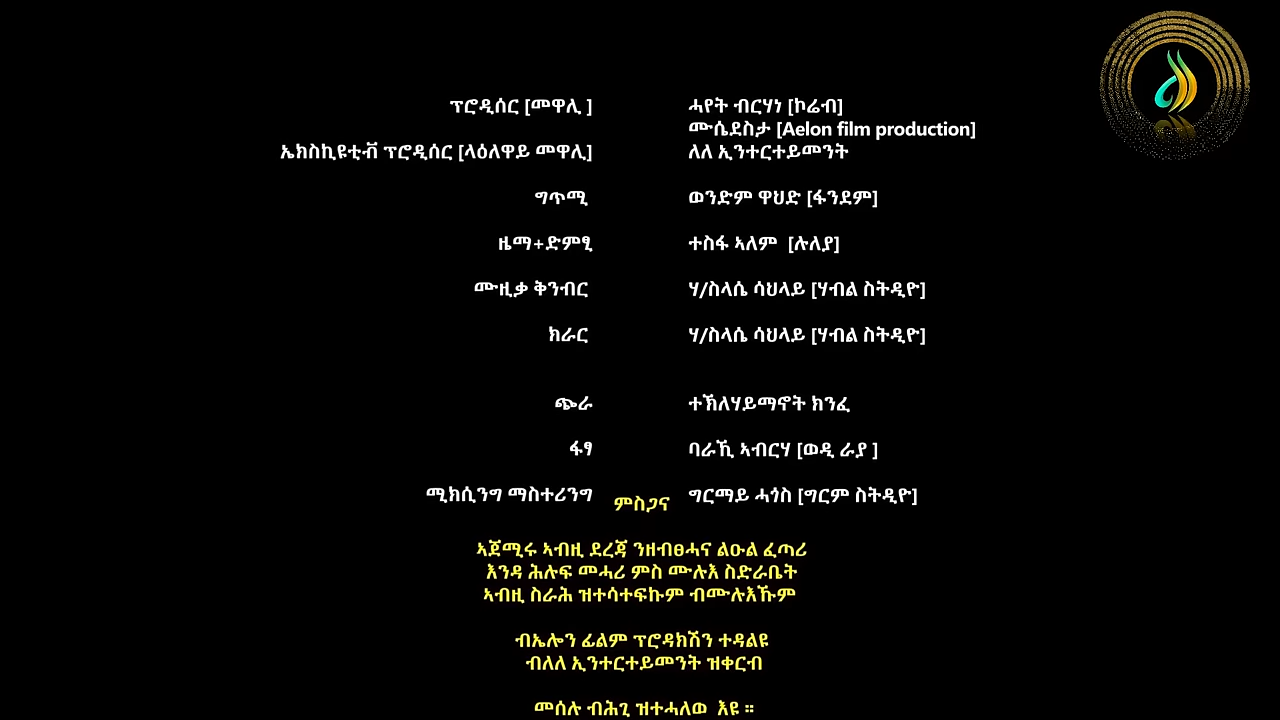 ፕሮዲሰር [መዋሊ ] ሓየት ብርሃነ [ኮሬብ]
ሙሴደስታ [Aelon film production]
ኤክስኪዩቲቭ ፕሮዲሰር [ላዕለዋይ መዋሊ] ለለ ኢንተርተይመንት
ግጥሚ ወንድም ዋህድ [ፋንደም]
ዜማ+ድምፂ ተስፋ ኣለም [ሉለያ]
ሙዚቃ ቅንብር ሃ/ስላሴ ሳህላይ [ሃብል ስትዲዮ]
ክራር ሃ/ስላሴ ሳህላይ [ሃብል ስትዲዮ]
ጭራ ተኽለሃይማኖት ክንፈ
ፋፃ ባራኺ ኣብርሃ [ወዲ ራያ ]
ሚክሲንግ ማስተሪንግ ግርማይ ሓጎስ [ግርም ስትዲዮ]
ምስጋና
ኣጀሚሩ ኣብዚ ደረጃ ንዘብፀሓና ልዑል ፈጣሪ
እንዳ ሕሉፍ መሓሪ ምስ ሙሉእ ስድራቤት
ኣብዚ ስራሕ ዝተሳተፍኩም ብሙሉእኹም
ብኤሎን ፊልም ፕሮዳክሽን ተዳልዩ
ብለለ ኢንተርተይመንት ዝቀርብ
መሰሉ ብሕጊ ዝተሓለወ እዩ ።